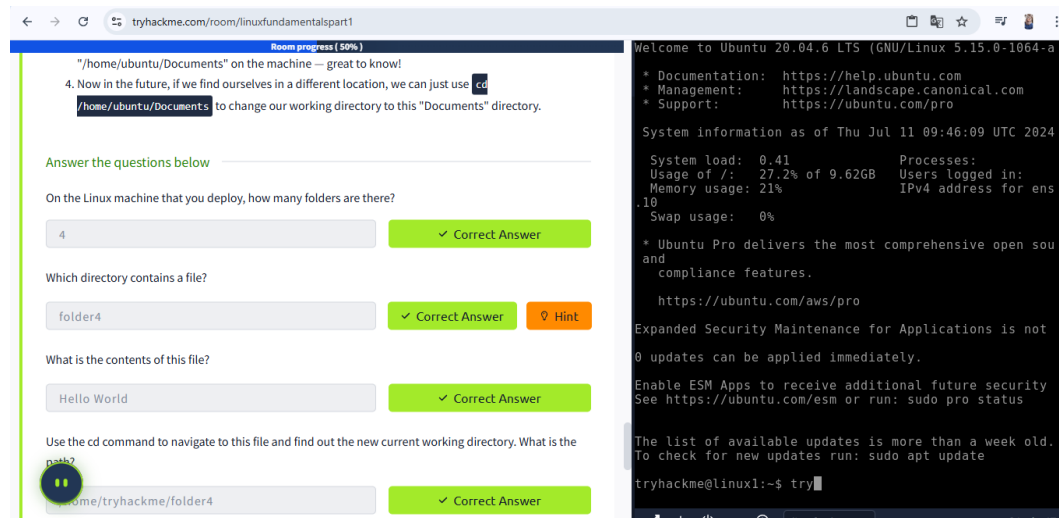 tryhackme.com/room/linuxfundamentalspart1
Room progress ( 50% )
"/home/ubuntu/Documents" on the machine — great to know!
4. Now in the future, if we find ourselves in a different location, we can just use cd
/home/ubuntu/Documents to change our working directory to this "Documents" directory.
Answer the questions below
On the Linux machine that you deploy, how many folders are there?
4
Correct Answer
Which directory contains a file?
folder4
Correct Answer
Hint
What is the contents of this file?
Hello World
Correct Answer
Use the cd command to navigate to this file and find out the new current working directory. What is the
path?
home/tryhackme/folder4
Correct Answer
Welcome to Ubuntu 20.04.6 LTS (GNU/Linux 5.15.0-1064-a
* Documentation: https://help.ubuntu.com
* Management: https://landscape.canonical.com
* Support: https://ubuntu.com/pro
System information as of Thu Jul 11 09:46:09 UTC 2024
System load: 0.41 Processes:
Usage of /: 27.2% of 9.62GB Users logged in:
Memory usage: 21% IPv4 address for ens
.10
Swap usage: 0%
* Ubuntu Pro delivers the most comprehensive open sou
and
compliance features.
https://ubuntu.com/aws/pro
Expanded Security Maintenance for Applications is not
0 updates can be applied immediately.
Enable ESM Apps to receive additional future security
See https://ubuntu.com/esm or run: sudo pro status
The list of available updates is more than a week old.
To check for new updates run: sudo apt update
tryhackme@linux1:~$ try